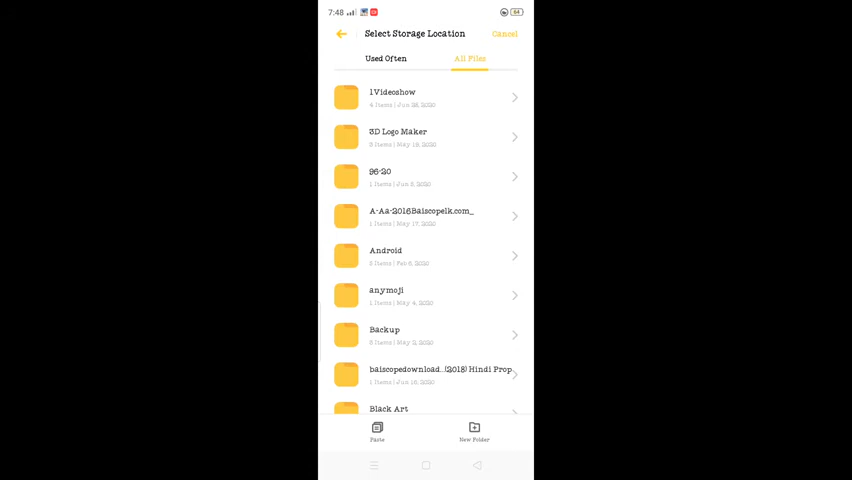 7:48
64
Select Storage Location
Cancel
Used Often
All Files
1Videoshow
4 Items | Jun 28, 2020
3D Logo Maker
3 Items | May 19, 2020
96-20
1 Items | Jun 5, 2020
A-Aa-2016Baiscopelk.com_
1 Items | May 17, 2020
Android
3 Items | Feb 6, 2020
anymoji
1 Items | May 4, 2020
Backup
3 Items | May 2, 2020
baiscopedownload...(2018) Hindi Prop
1 Items | Jun 18, 2020
Black Art
Paste
New Folder